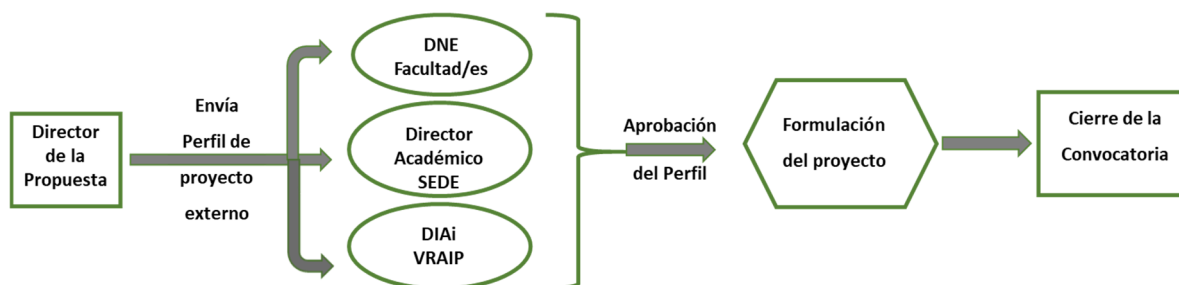 Director
de la
Propuesta
Envía
Perfil de
proyecto
externo
DNE
Facultad/es
Director
Académico
SEDE
DIAi
VRAIP
Aprobación
del Perfil
Formulación
del proyecto
Cierre de la
Convocatoria